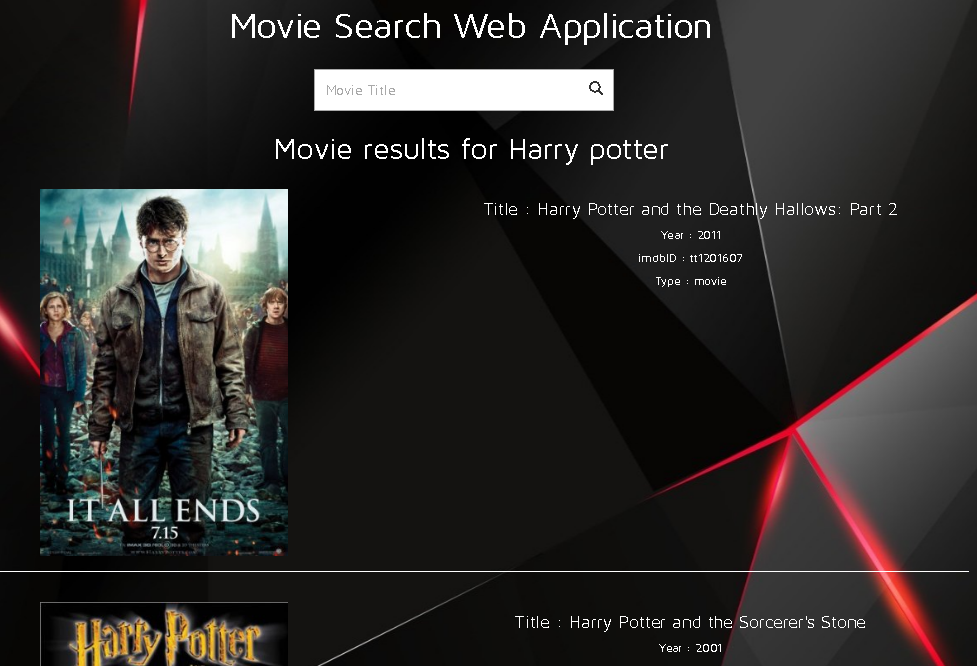 Movie Search Web Application
Movie Title
Movie results for Harry potter
Title : Harry Potter and the Deathly Hallows: Part 2
Year : 2011
imdbID : tt1201607
Type : movie
IT ALL ENDS
7.15
Harry Potter
Title : Harry Potter and the Sorcerer's Stone
Year : 2001